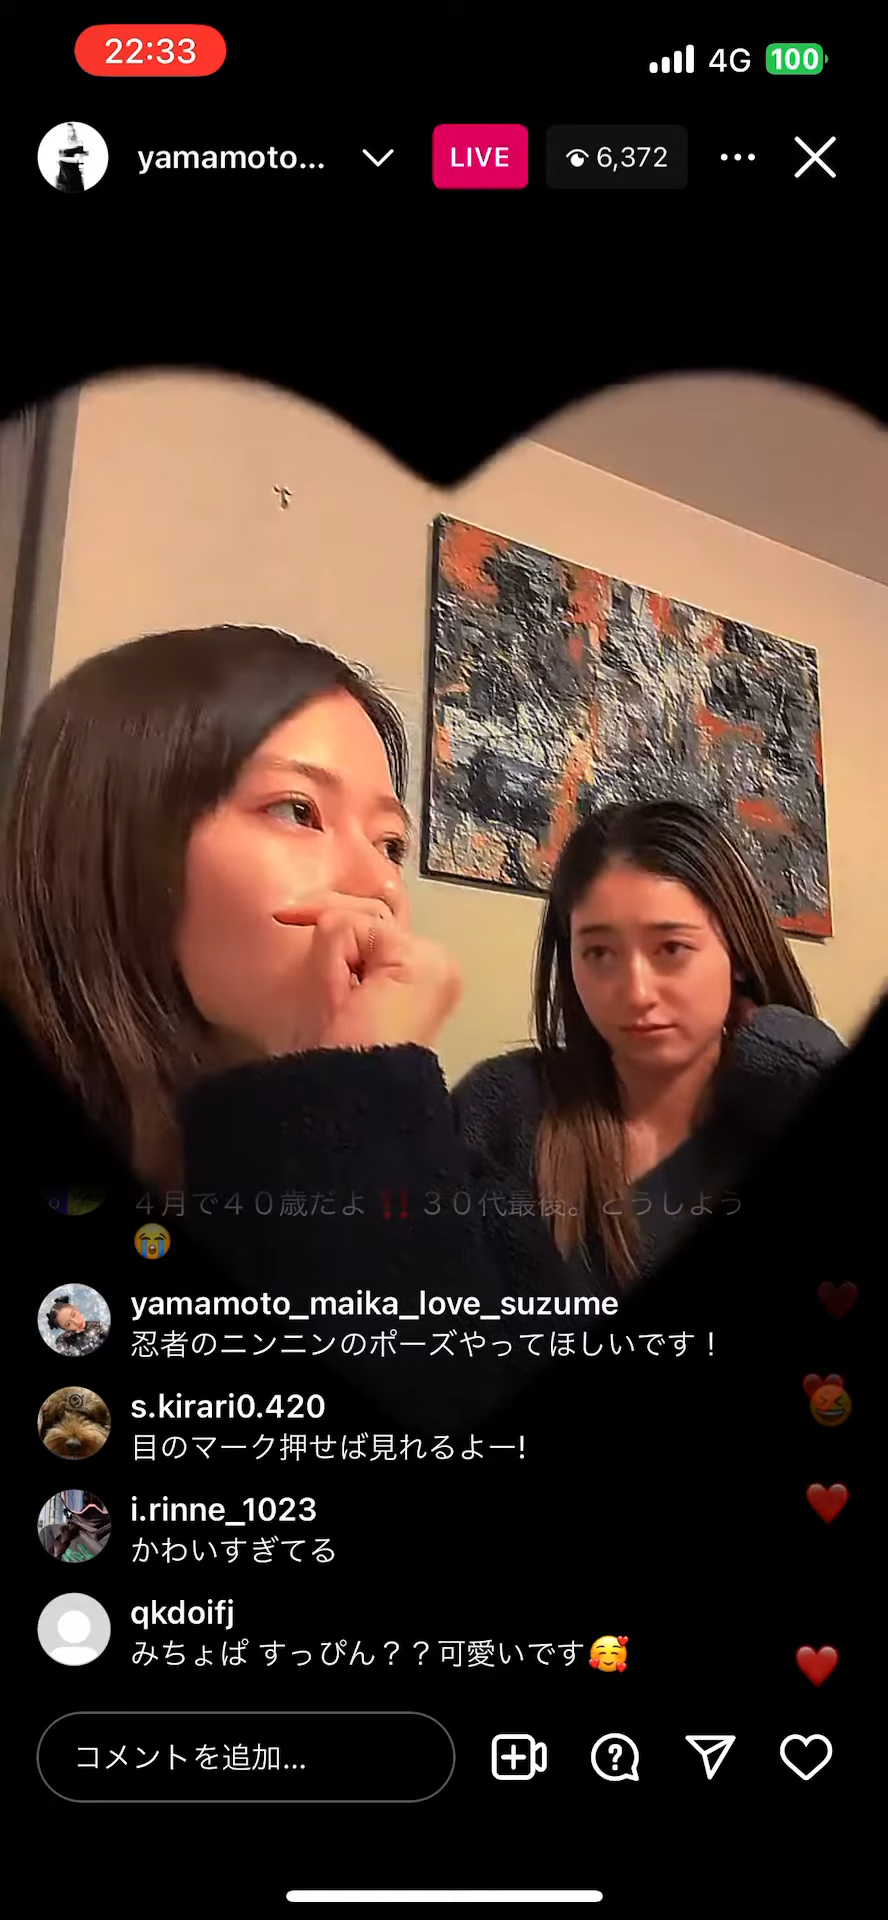 22:33
4G
100
yamamoto...
LIVE
6,372
4月で40歳だよ‼️30代最後。どうしよう
😭
yamamoto_maika_love_suzume
忍者のニンニンのポーズやってほしいです！
s.kirari0.420
目のマーク押せば見れるよー!
i.rinne_1023
かわいすぎてる
qkdoifj
みちょぱ すっぴん？？可愛いです🥰
コメントを追加...